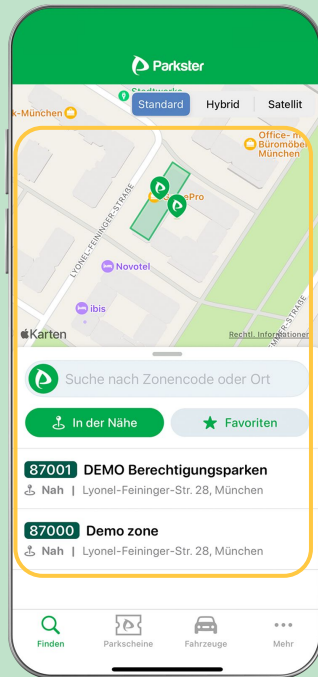 Parkster
Stadtwerke
Standard Hybrid Satellit
k-München
Office- m
Büromöbel
München
GamePro
LYONEL-FEININGER-STRAßE
Novotel
ibis
Karten
Rechtl. Informationen
Suche nach Zonencode oder Ort
In der Nähe
Favoriten
87001 DEMO Berechtigungsparken
Nah | Lyonel-Feininger-Str. 28, München
87000 Demo zone
Nah | Lyonel-Feininger-Str. 28, München
Finden Parkscheine Fahrzeuge Mehr